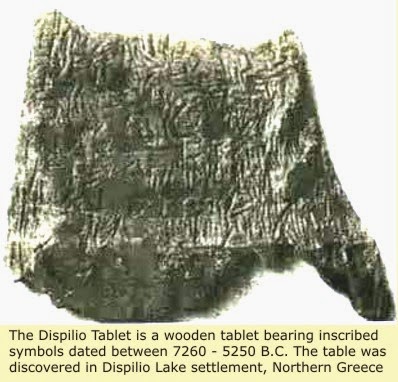 The Dispilio Tablet is a wooden tablet bearing inscribed
symbols dated between 7260 - 5250 B.C. The table was
discovered in Dispilio Lake settlement, Northern Greece